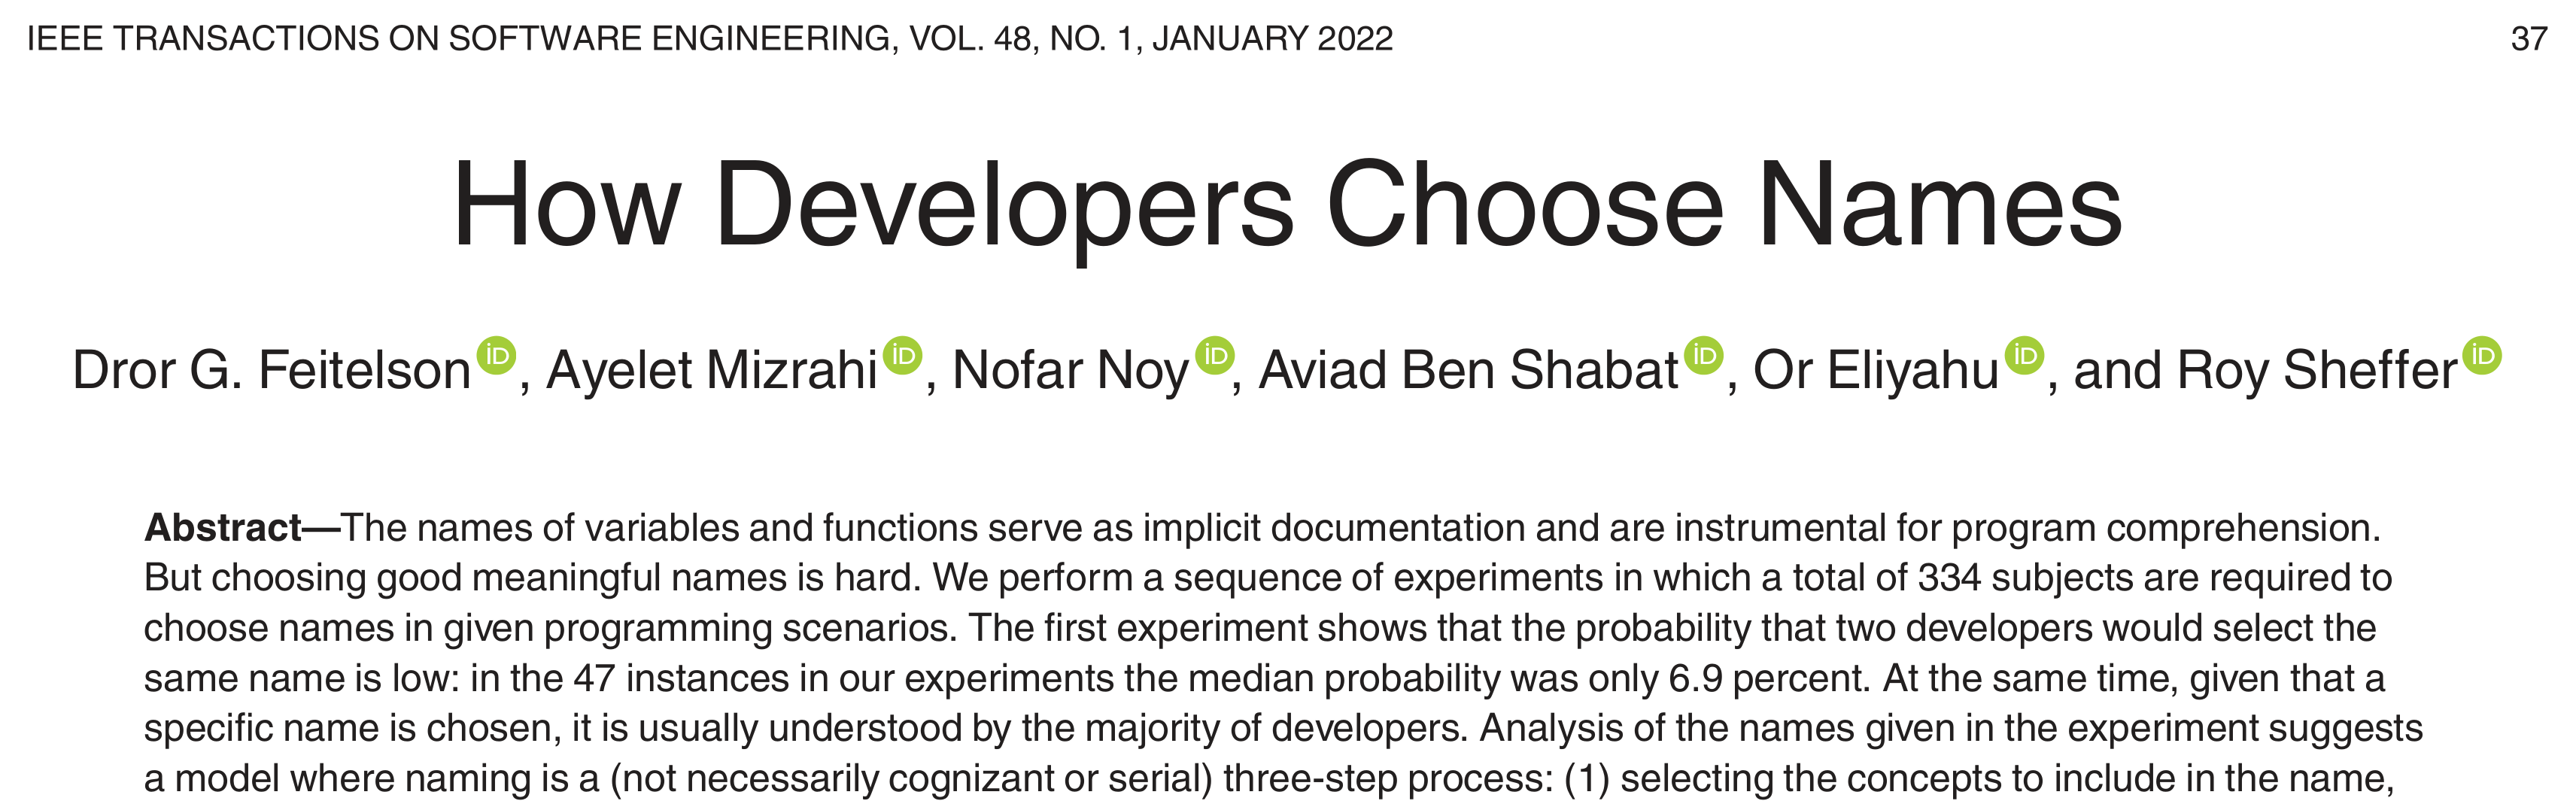 IEEE TRANSACTIONS ON SOFTWARE ENGINEERING, VOL. 48, NO. 1, JANUARY 2022 37
How Developers Choose Names
Dror G. Feitelson iD, Ayelet Mizrahi iD, Nofar Noy iD, Aviad Ben Shabat iD, Or Eliyahu iD, and Roy Sheffer iD
Abstract—The names of variables and functions serve as implicit documentation and are instrumental for program comprehension.
But choosing good meaningful names is hard. We perform a sequence of experiments in which a total of 334 subjects are required to
choose names in given programming scenarios. The first experiment shows that the probability that two developers would select the
same name is low: in the 47 instances in our experiments the median probability was only 6.9 percent. At the same time, given that a
specific name is chosen, it is usually understood by the majority of developers. Analysis of the names given in the experiment suggests
a model where naming is a (not necessarily cognizant or serial) three-step process: (1) selecting the concepts to include in the name,